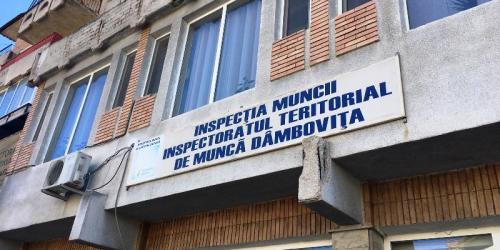 INSPECȚIA MUNCII
INSPECTORATUL TERITORIAL
DE MUNCĂ DÂMBOVIȚA